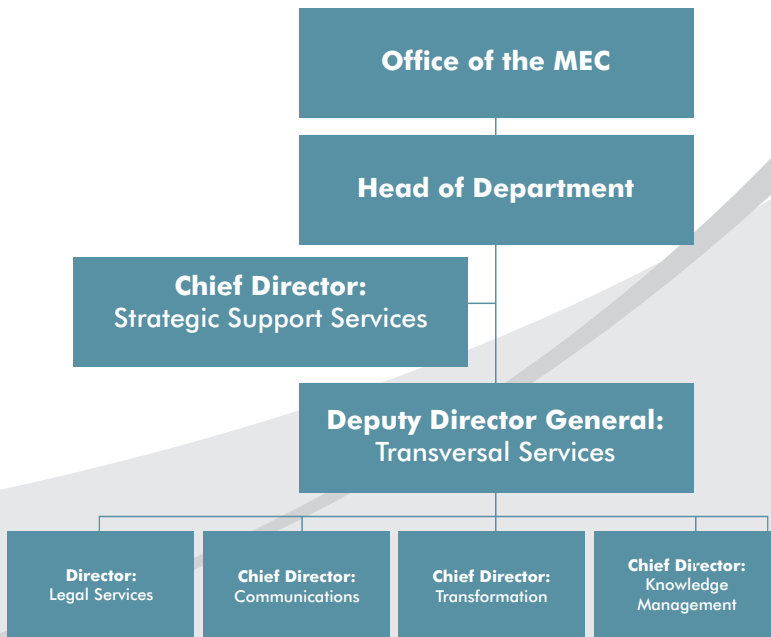 Office of the MEC
Head of Department
Chief Director:
Strategic Support Services
Deputy Director General:
Transversal Services
Director:
Legal Services
Chief Director:
Communications
Chief Director:
Transformation
Chief Director:
Knowledge
Management